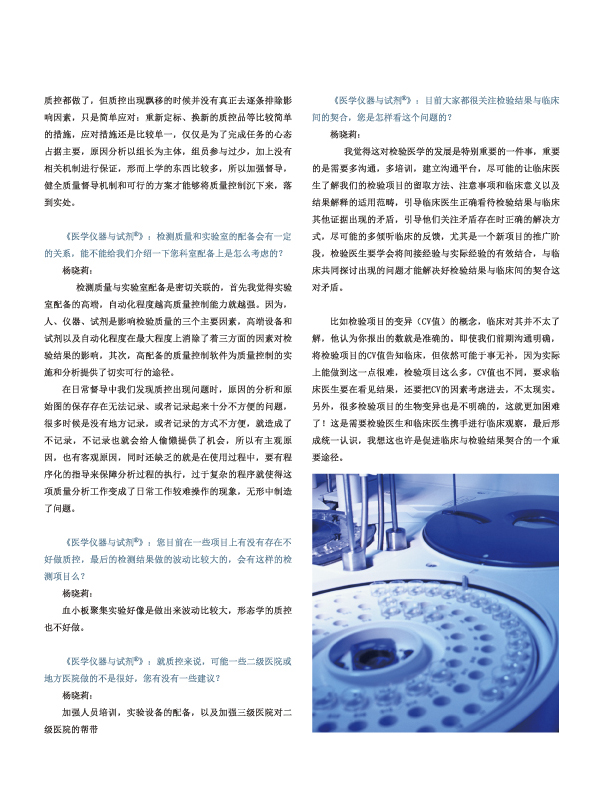 质控都做了，但质控出现飘移的时候并没有真正去逐条排除影
响因素，只是简单应对：重新定标、换新的质控品等比较简单
的措施，应对措施还是比较单一，仅仅是为了完成任务的心态
占据主要，原因分析以组长为主体，组员参与过少，加上没有
相关机制进行保证，形而上学的东西比较多，所以加强督导，
健全质量督导机制和可行的方案才能够将质量控制沉下来，落
到实处。
《医学仪器与试剂®》：检测质量和实验室的配备会有一定
的关系，能不能给我们介绍一下您科室配备上是怎么考虑的？
杨晓莉：
检测质量与实验室配备是密切关联的，首先我觉得实验
室配备的高端，自动化程度越高质量控制能力就越强。因为，
人、仪器、试剂是影响检验质量的三个主要因素，高端设备和
试剂以及自动化程度在最大程度上消除了着三方面的因素对检
验结果的影响，其次，高配备的质量控制软件为质量控制的实
施和分析提供了切实可行的途径。
在日常督导中我们发现质控出现问题时，原因的分析和原
始图的保存存在无法记录、或者记录起来十分不方便的问题，
很多时候是没有地方记录，或者记录的方式不方便，就造成了
不记录，不记录也就会给人偷懒提供了机会，所以有主观原
因，也有客观原因，同时还缺乏的就是在使用过程中，要有程
序化的指导来保障分析过程的执行，过于复杂的程序就使得这
项质量分析工作变成了日常工作较难操作的现象，无形中制造
了问题。
《医学仪器与试剂®》：您目前在一些项目上有没有存在不
好做质控，最后的检测结果做的波动比较大的，会有这样的检
测项目么？
杨晓莉：
血小板聚集实验好像是做出来波动比较大，形态学的质控
也不好做。
《医学仪器与试剂®》：就质控来说，可能一些二级医院或
地方医院做的不是很好，您有没有一些建议？
杨晓莉：
加强人员培训，实验设备的配备，以及加强三级医院对二
级医院的帮带
《医学仪器与试剂®》：目前大家都很关注检验结果与临床
间的契合，您是怎样看这个问题的？
杨晓莉：
我觉得这对检验医学的发展是特别重要的一件事，重要
的是需要多沟通，多培训，建立沟通平台，尽可能的让临床医
生了解我们的检验项目的留取方法、注意事项和临床意义以及
结果解释的适用范畴，引导临床医生正确看待检验结果与临床
其他证据出现的矛盾，引导他们关注矛盾存在时正确的解决方
式，尽可能的多倾听临床的反馈，尤其是一个新项目的推广阶
段，检验医生要学会将间接经验与实际经验的有效结合，与临
床共同探讨出现的问题才能解决好检验结果与临床间的契合这
对矛盾。
比如检验项目的变异（CV值）的概念，临床对其并不太了
解，他认为你报出的数就是准确的，即使我们前期沟通明确，
将检验项目的CV值告知临床，但依然可能于事无补，因为实际
上能做到这一点很难，检验项目这么多，CV值也不同，要求临
床医生要在看见结果，还要把CV的因素考虑进去，不太现实。
另外，很多检验项目的生物变异也是不明确的，这就更加困难
了！这是需要检验医生和临床医生携手进行临床观察，最后形
成统一认识，我想这也许是促进临床与检验结果契合的一个重
要途径。